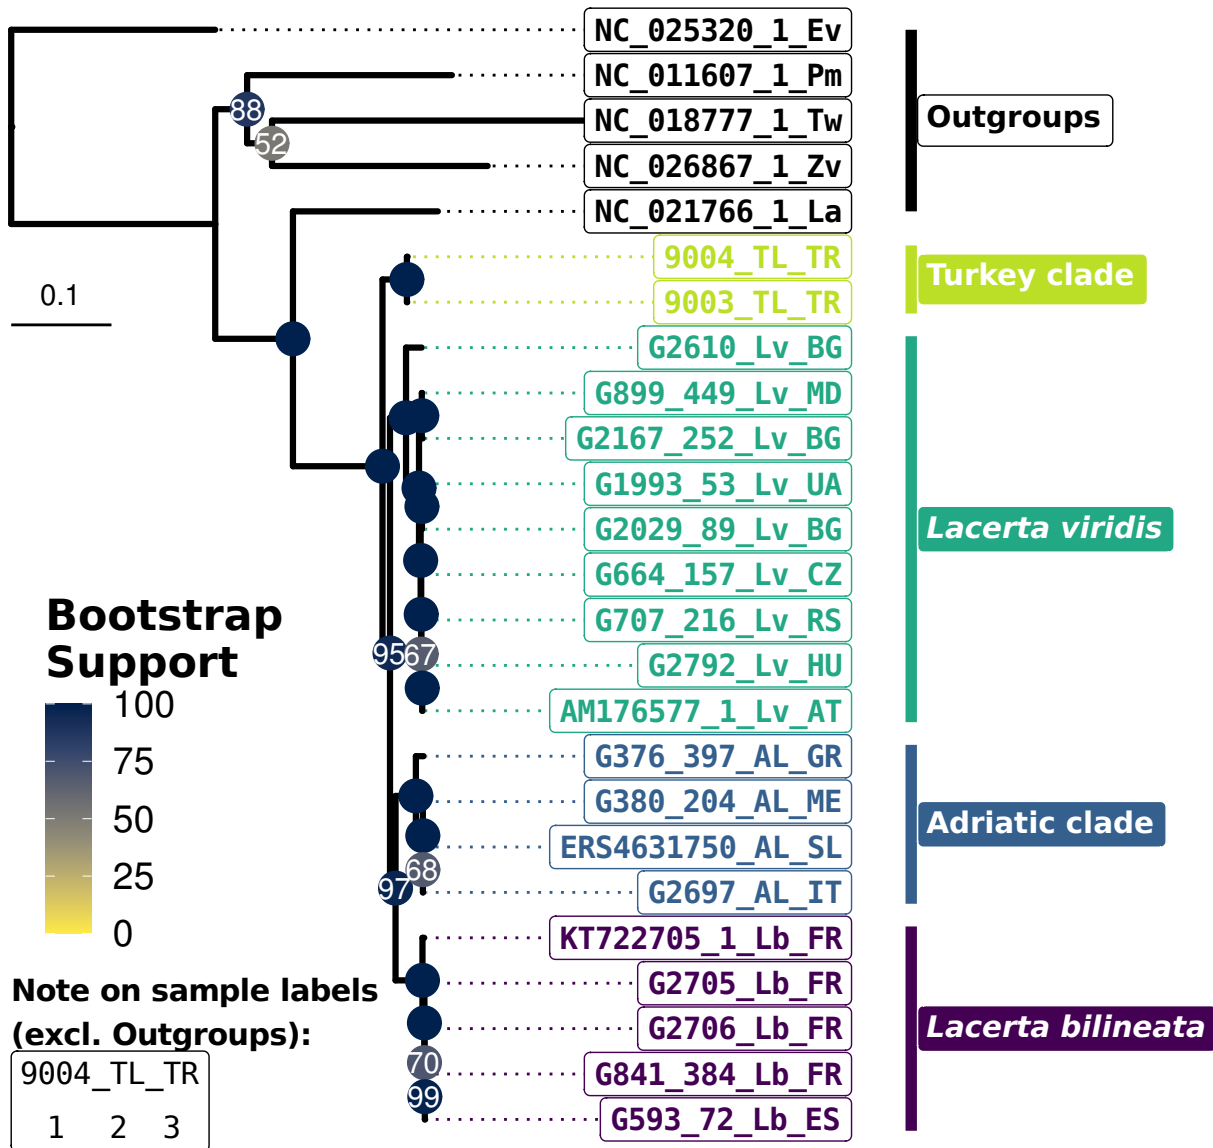 NC_025320_1_Ev
NC_011607_1_Pm
88
NC_018777_1_Tw
Outgroups
52
NC_026867_1_Zv
NC_021766_1_La
9004_TL_TR
Turkey clade
0.1
9003_TL_TR
G2610_Lv_BG
G899_449_Lv_MD
G2167_252_Lv_BG
G1993_53_Lv_UA
G2029_89_Lv_BG
Lacerta viridis
G664_157_Lv_CZ
G707_216_Lv_RS
95
67
G2792_Lv_HU
AM176577_1_Lv_AT
Bootstrap
Support
100
75
50
25
0
G376_397_AL_GR
G380_204_AL_ME
Adriatic clade
ERS4631750_AL_SL
68
97
G2697_AL_IT
KT722705_1_Lb_FR
G2705_Lb_FR
G2706_Lb_FR
Lacerta bilineata
70
G841_384_Lb_FR
99
G593_72_Lb_ES
Note on sample labels
(excl. Outgroups):
9004_TL_TR
1 2 3